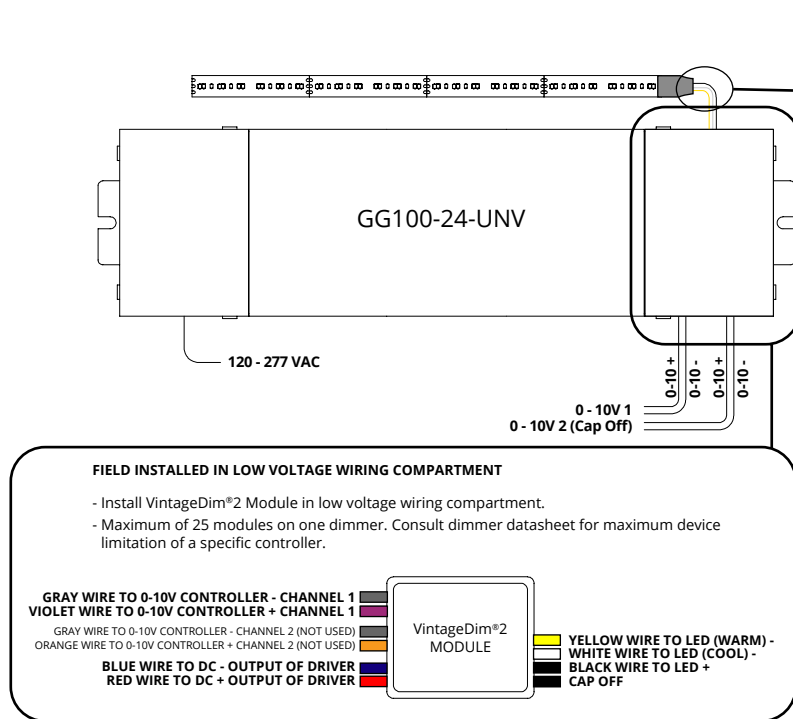 GG100-24-UNV
120 - 277 VAC
0-10 +
0-10 -
0-10 +
0-10 -
0 - 10V 1
0 - 10V 2 (Cap Off)
FIELD INSTALLED IN LOW VOLTAGE WIRING COMPARTMENT
- Install VintageDim®2 Module in low voltage wiring compartment.
- Maximum of 25 modules on one dimmer. Consult dimmer datasheet for maximum device
limitation of a specific controller.
GRAY WIRE TO 0-10V CONTROLLER - CHANNEL 1
VIOLET WIRE TO 0-10V CONTROLLER + CHANNEL 1
GRAY WIRE TO 0-10V CONTROLLER - CHANNEL 2 (NOT USED)
ORANGE WIRE TO 0-10V CONTROLLER + CHANNEL 2 (NOT USED)
BLUE WIRE TO DC - OUTPUT OF DRIVER
RED WIRE TO DC + OUTPUT OF DRIVER
VintageDim®2
MODULE
YELLOW WIRE TO LED (WARM) -
WHITE WIRE TO LED (COOL) -
BLACK WIRE TO LED +
CAP OFF